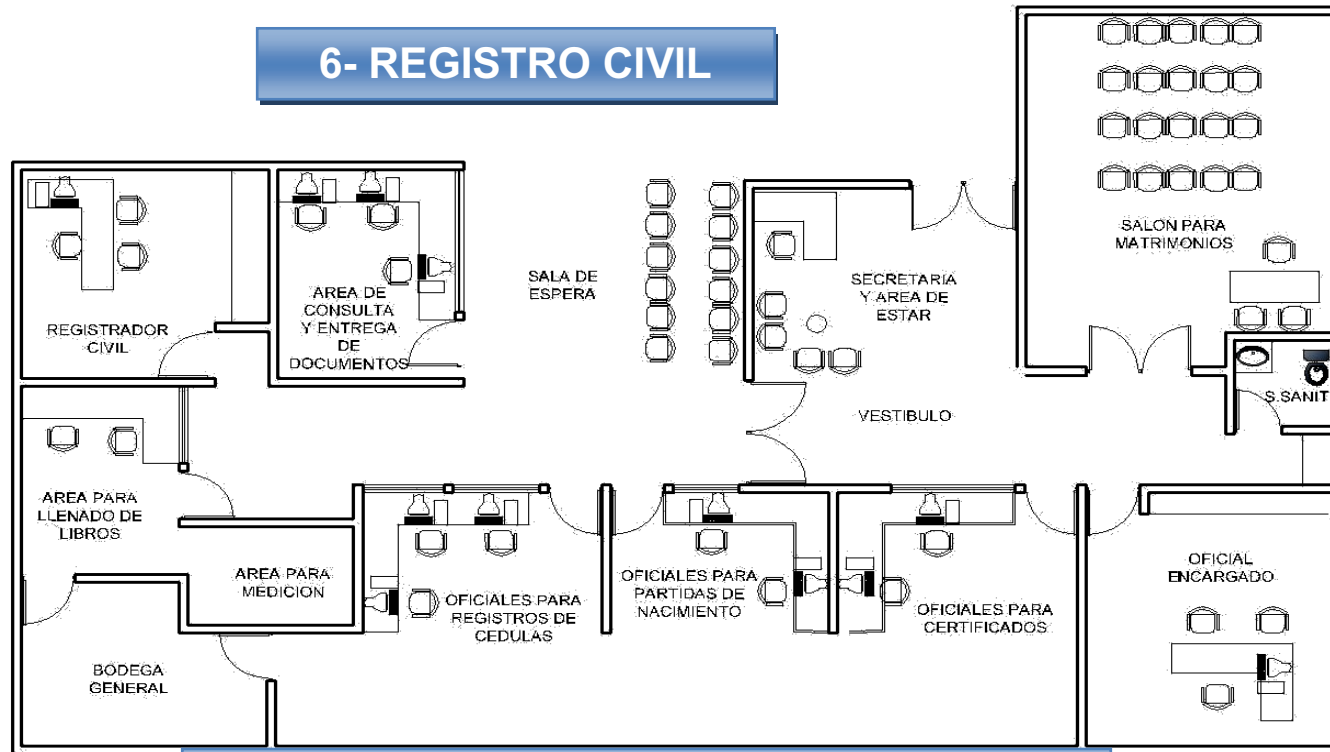 6- REGISTRO CIVIL
SALON PARA
MATRIMONIOS
SALA DE
ESPERA
SECRETARIA
Y AREA DE
ESTAR
AREA DE
CONSULTA
Y ENTREGA
DE
DOCUMENTOS
REGISTRADOR
CIVIL
S.SANIT
VESTIBULO
AREA PARA
LLENADO DE
LIBROS
AREA PARA
MEDICION
OFICIALES PARA
REGISTROS DE
CEDULAS
OFICIALES PARA
PARTIDAS DE
NACIMIENTO
OFICIALES PARA
CERTIFICADOS
OFICIAL
ENCARGADO
BODEGA
GENERAL